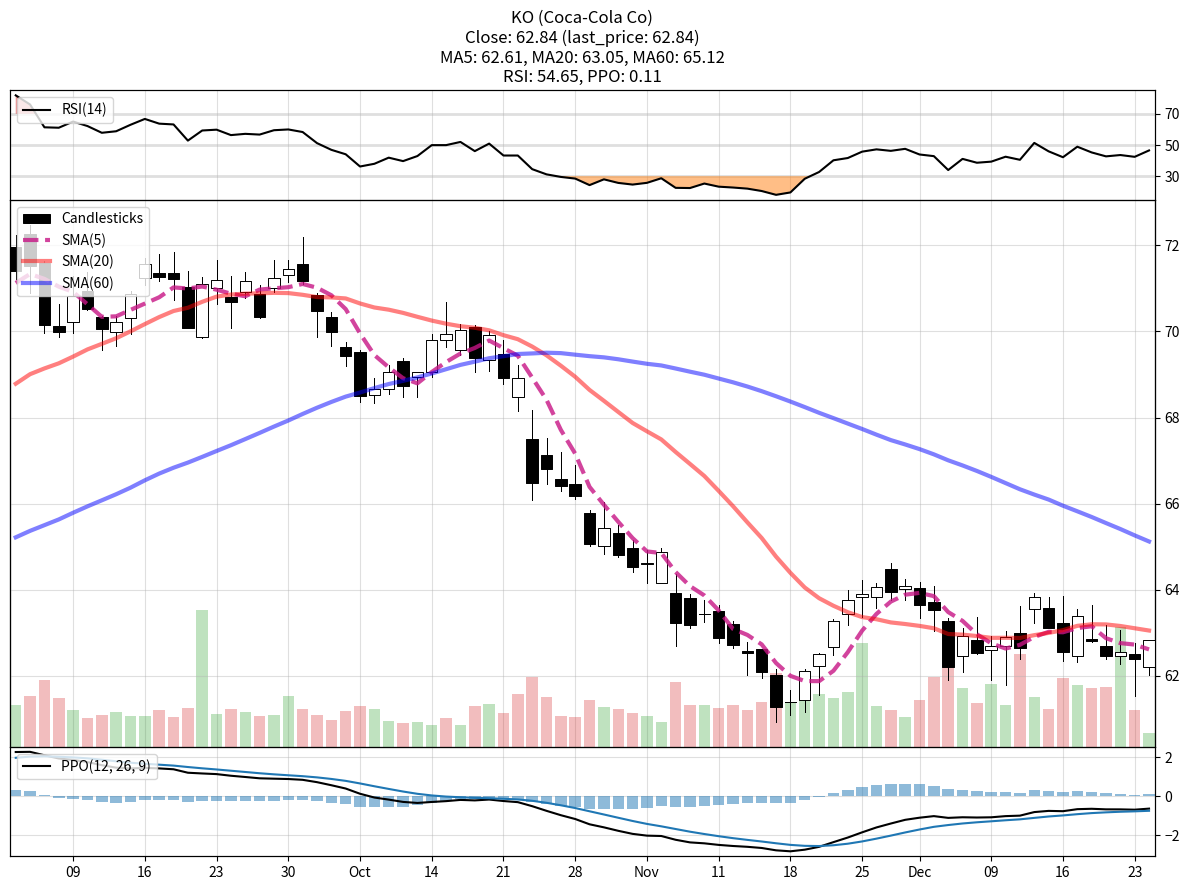 KO (Coca-Cola Co)
Close: 62.84 (last_price: 62.84)
MA5: 62.61, MA20: 63.05, MA60: 65.12
RSI: 54.65, PPO: 0.11
RSI(14)
70
50
30
Candlesticks
SMA(5)
SMA(20)
SMA(60)
72
70
68
66
64
62
PPO(12, 26, 9)
2
0
−2
09 16 23 30 Oct 14 21 28 Nov 11 18 25 Dec 09 16 23